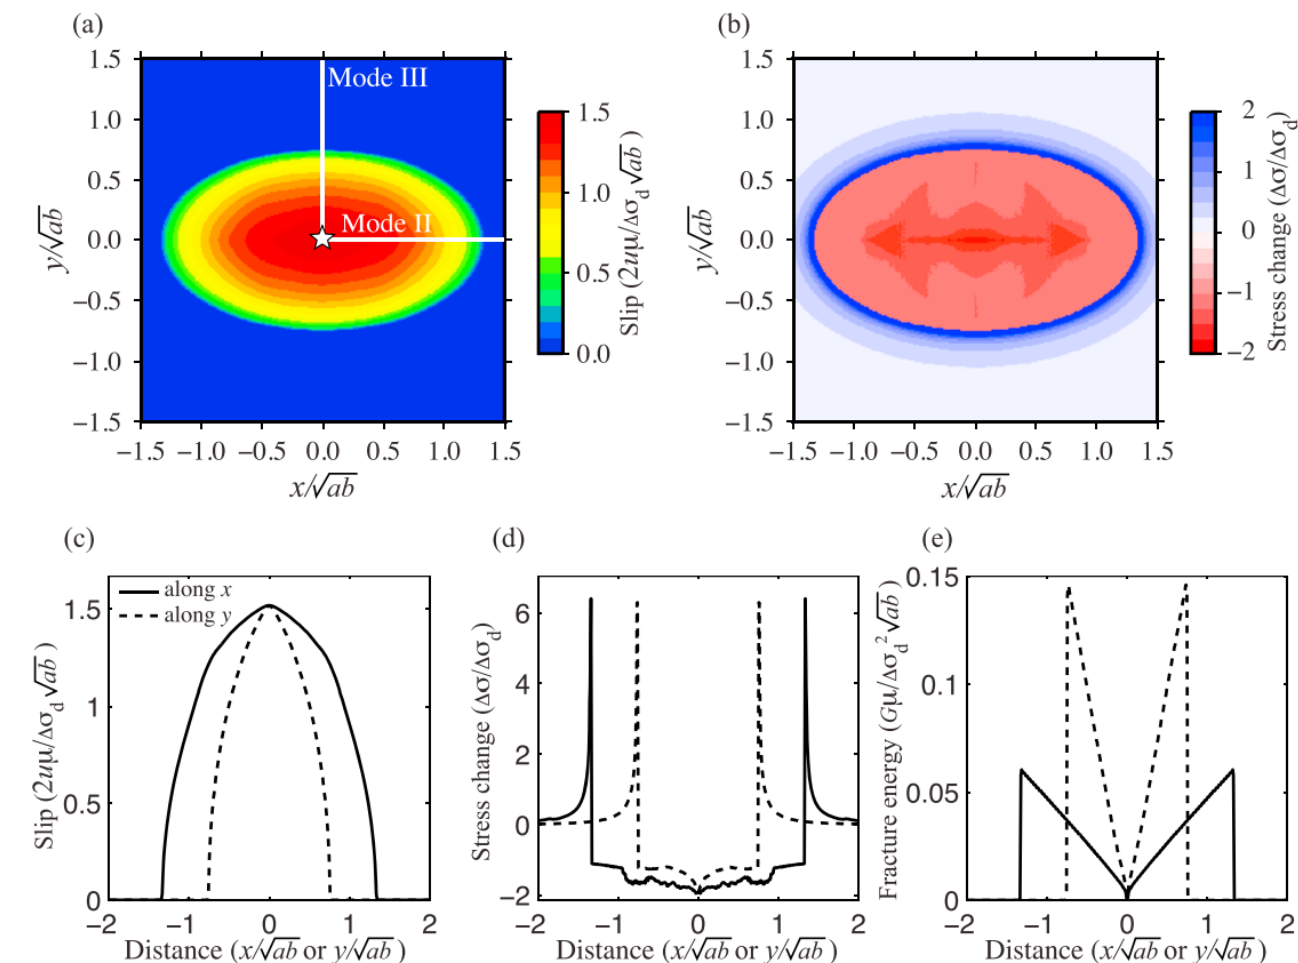 (a)
1.5
1.0
0.5
0.0
−0.5
−1.0
−1.5
y/√ab
Mode III
Mode II
−1.5 −1.0 −0.5 0.0 0.5 1.0 1.5
x/√ab
1.5
1.0
0.5
0.0
Slip (2uμ/Δσd √ab )
(b)
1.5
1.0
0.5
0.0
−0.5
−1.0
−1.5
y/√ab
−1.5 −1.0 −0.5 0.0 0.5 1.0 1.5
x/√ab
2
1
0
−1
−2
Stress change (Δσ/Δσd)
(c)
along x
along y
1.5
1
0.5
0
Slip (2uμ/Δσd √ab )
−2 −1 0 1 2
Distance (x/√ab or y/√ab )
(d)
6
4
2
0
−2
Stress change (Δσ/Δσd)
−2 −1 0 1 2
Distance (x/√ab or y/√ab )
(e)
0.15
0.1
0.05
0
Fracture energy (Gμ/Δσd² √ab )
−2 −1 0 1 2
Distance (x/√ab or y/√ab )